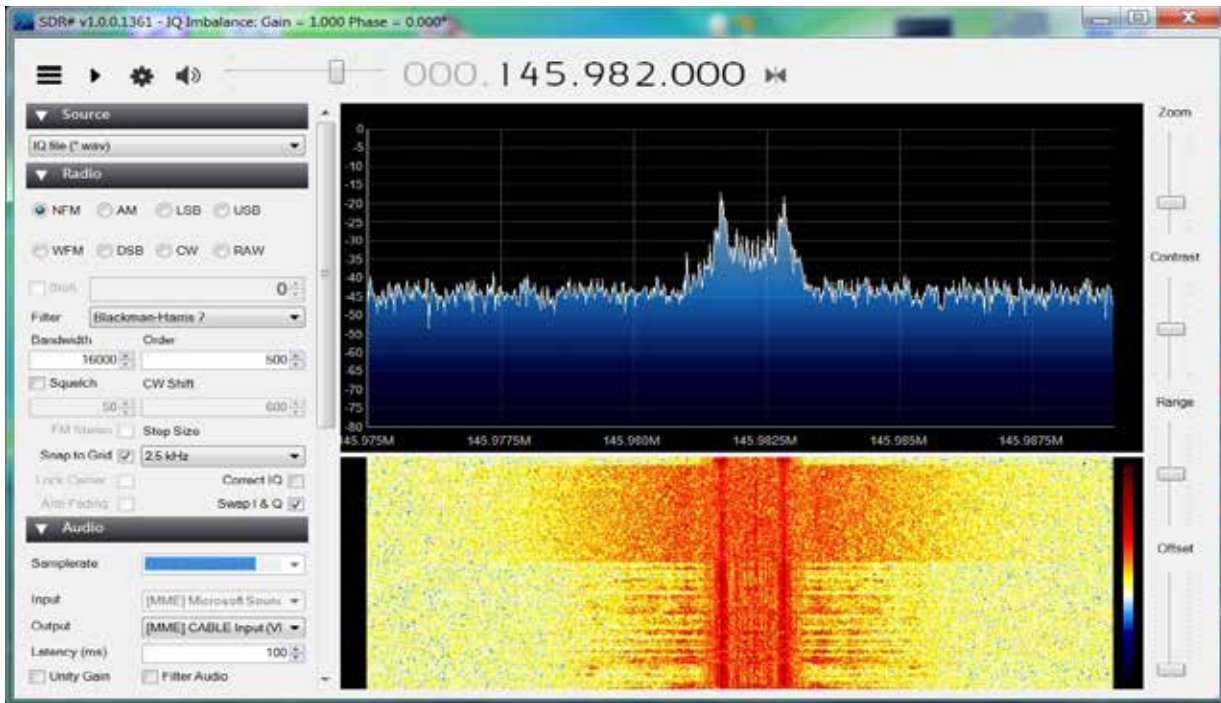 SDR# v1.0.0.1361 - IQ Imbalance: Gain = 1.000 Phase = 0.000°
000.145.982.000
Source
IQ file (*.wav)
Radio
NFM AM LSB USB
WFM DSB CW RAW
Shift 0
Filter Blackman-Harris 7
Bandwidth Order
16000 500
Squelch CW Shift
50 600
FM Stereo Step Size
Snap to Grid 2.5 kHz
Lock Carrier Correct IQ
Anti-Fading Swap I & Q
Audio
Samplerate
Input [MME] Microsoft Soun
Output [MME] CABLE Input (VI
Latency (ms) 100
Unity Gain Filter Audio
0
-5
-10
-15
-20
-25
-30
-35
-40
-45
-50
-55
-60
-65
-70
-75
-80
145.975M 145.9775M 145.980M 145.9825M 145.985M 145.9875M
Zoom
Contrast
Range
Offset